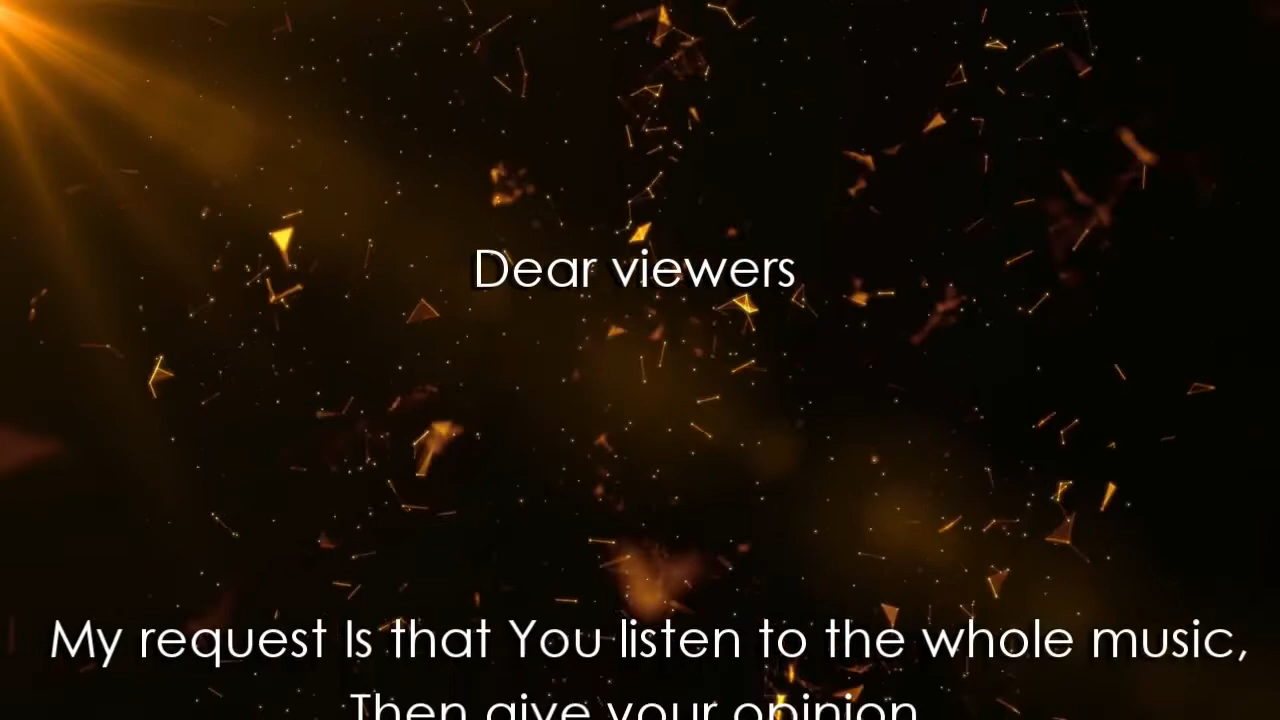 Dear viewers
My request Is that You listen to the whole music,
Then give your opinion